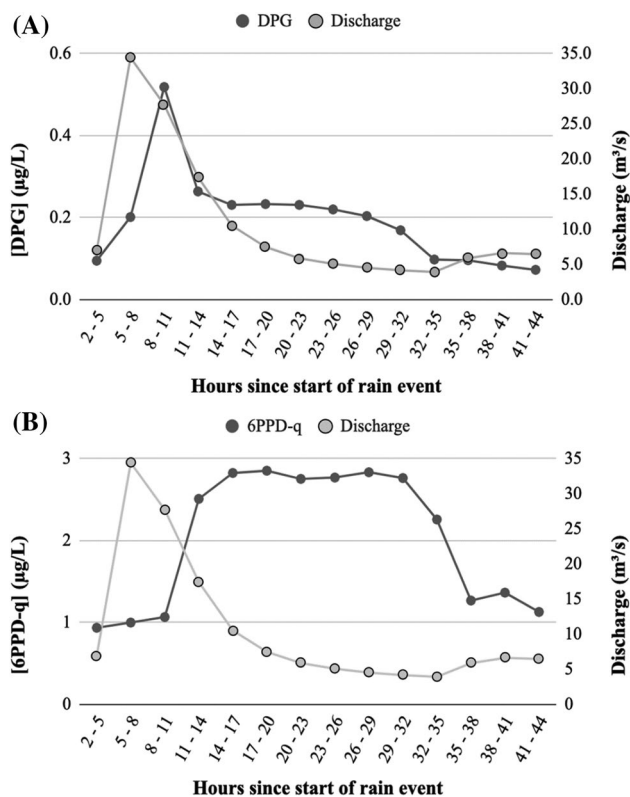 (A)
DPG Discharge
0.6 35.0
30.0
0.4 25.0
20.0
15.0
0.2 10.0
5.0
0.0 0.0
[DPG] (µg/L)
Discharge (m³/s)
2 - 5 5 - 8 8 - 11 11 - 14 14 - 17 17 - 20 20 - 23 23 - 26 26 - 29 29 - 32 32 - 35 35 - 38 38 - 41 41 - 44
Hours since start of rain event
(B)
6PPD-q Discharge
3 35
30
2 25
20
15
1 10
5
0 0
[6PPD-q] (µg/L)
Discharge (m³/s)
2 - 5 5 - 8 8 - 11 11 - 14 14 - 17 17 - 20 20 - 23 23 - 26 26 - 29 29 - 32 32 - 35 35 - 38 38 - 41 41 - 44
Hours since start of rain event